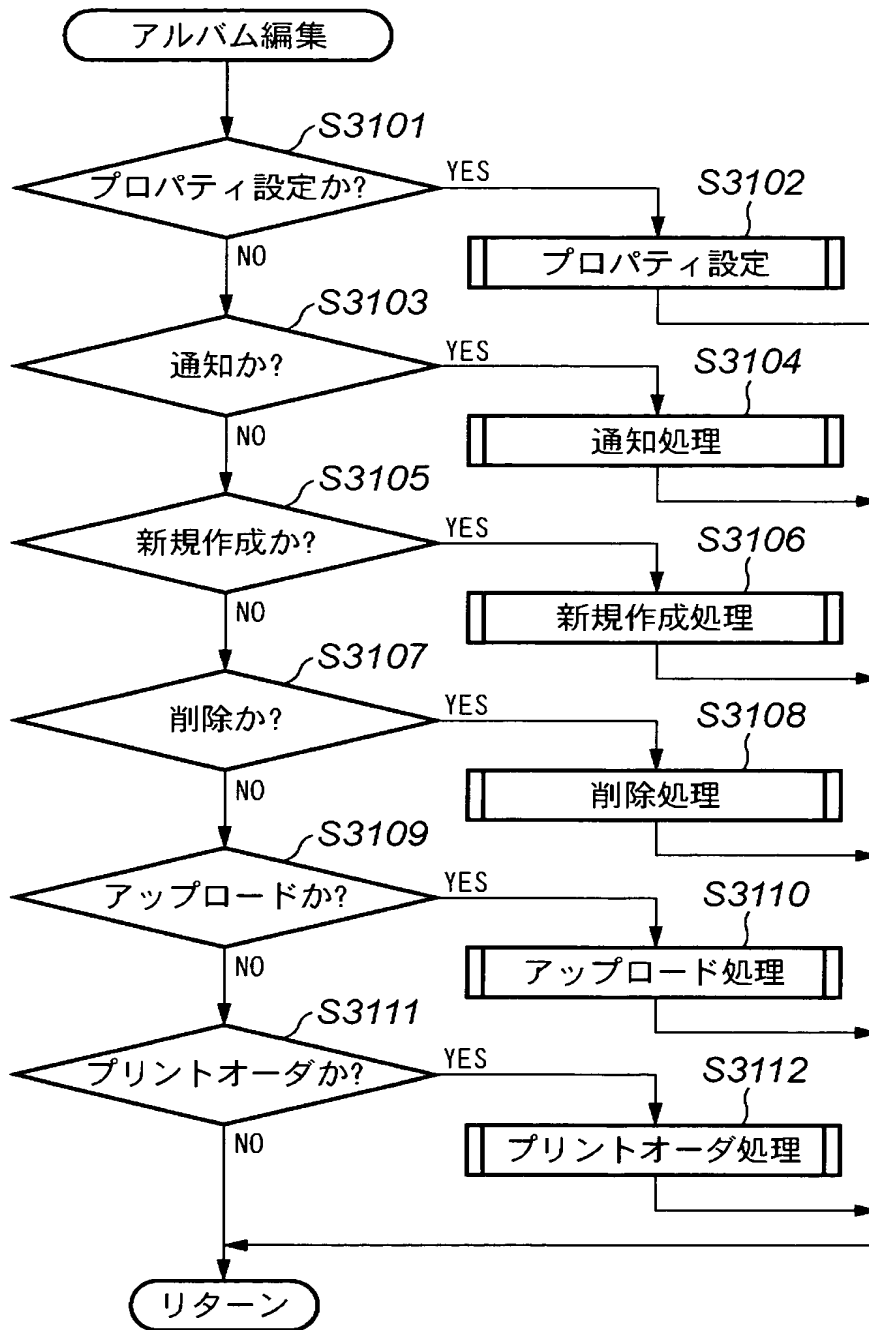 アルバム編集
S3101
プロパティ設定か?
YES
S3102
プロパティ設定
NO
S3103
通知か?
YES
S3104
通知処理
NO
S3105
新規作成か?
YES
S3106
新規作成処理
NO
S3107
削除か?
YES
S3108
削除処理
NO
S3109
アップロードか?
YES
S3110
アップロード処理
NO
S3111
プリントオーダか?
YES
S3112
プリントオーダ処理
NO
リターン